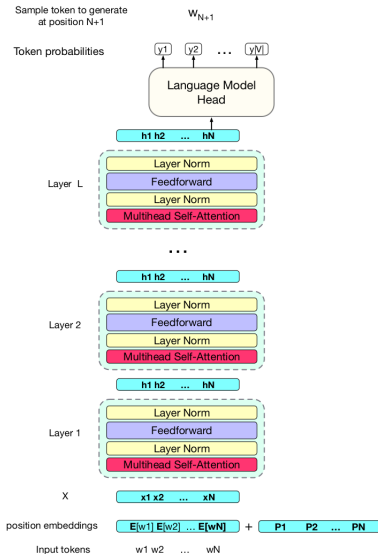 Sample token to generate
at position N+1
wN+1
Token probabilities
y1 y2 ... y|V|
Language Model
Head
h1 h2 ... hN
Layer L
Layer Norm
Feedforward
Layer Norm
Multihead Self-Attention
...
h1 h2 ... hN
Layer 2
Layer Norm
Feedforward
Layer Norm
Multihead Self-Attention
h1 h2 ... hN
Layer 1
Layer Norm
Feedforward
Layer Norm
Multihead Self-Attention
X x1 x2 ... xN
position embeddings E[w1] E[w2] ... E[wN] + P1 P2 ... PN
Input tokens w1 w2 ... wN